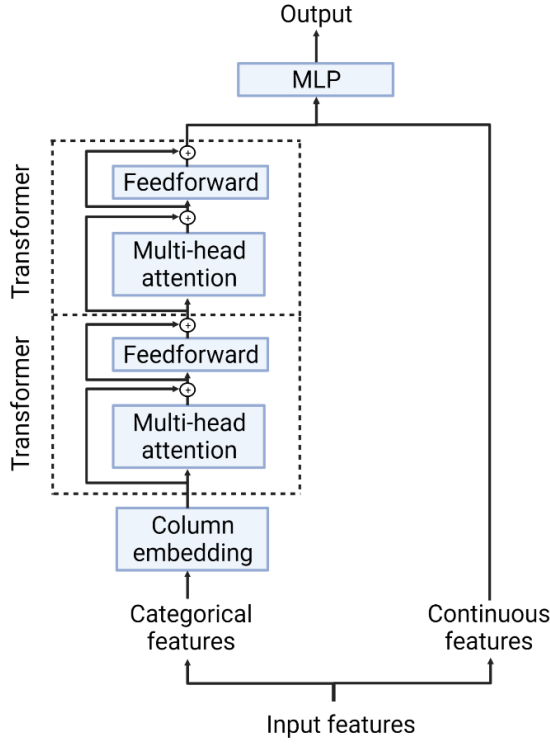 Output
MLP
Transformer
Feedforward
Multi-head
attention
Transformer
Feedforward
Multi-head
attention
Column
embedding
Categorical
features
Continuous
features
Input features